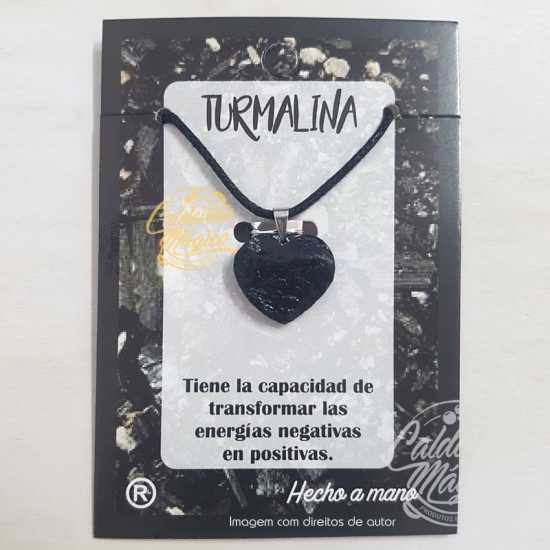 TURMALINA
Tiene la capacidad de
transformar las
energías negativas
en positivas.
®
Hecho a mano
Imagem com direitos de autor